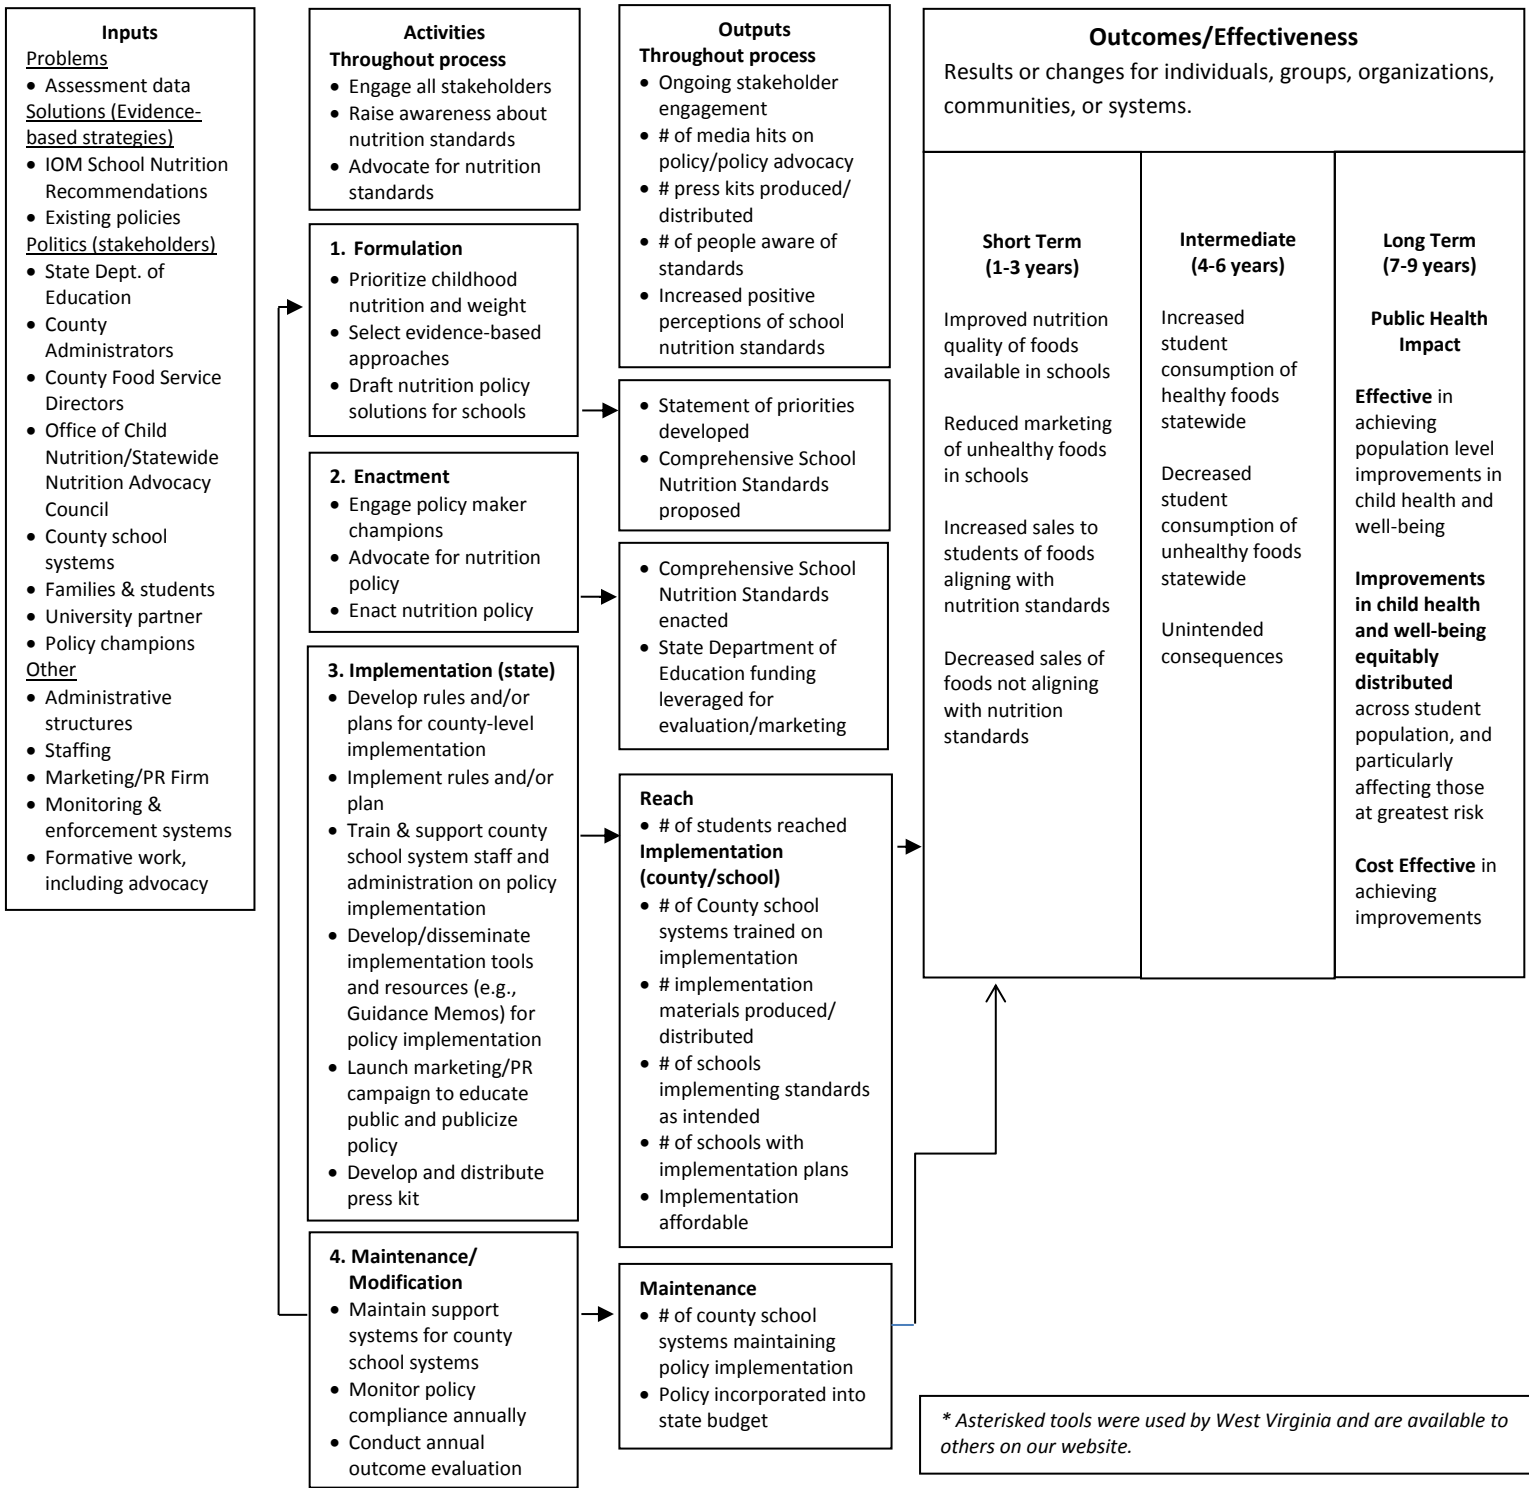 Inputs
Problems
• Assessment data
Solutions (Evidence-
based strategies)
• IOM School Nutrition
Recommendations
• Existing policies
Politics (stakeholders)
• State Dept. of
Education
• County
Administrators
• County Food Service
Directors
• Office of Child
Nutrition/Statewide
Nutrition Advocacy
Council
• County school
systems
• Families & students
• University partner
• Policy champions
Other
• Administrative
structures
• Staffing
• Marketing/PR Firm
• Monitoring &
enforcement systems
• Formative work,
including advocacy
Activities
Throughout process
• Engage all stakeholders
• Raise awareness about
nutrition standards
• Advocate for nutrition
standards
1. Formulation
• Prioritize childhood
nutrition and weight
• Select evidence-based
approaches
• Draft nutrition policy
solutions for schools
2. Enactment
• Engage policy maker
champions
• Advocate for nutrition
policy
• Enact nutrition policy
3. Implementation (state)
• Develop rules and/or
plans for county-level
implementation
• Implement rules and/or
plan
• Train & support county
school system staff and
administration on policy
implementation
• Develop/disseminate
implementation tools
and resources (e.g.,
Guidance Memos) for
policy implementation
• Launch marketing/PR
campaign to educate
public and publicize
policy
• Develop and distribute
press kit
4. Maintenance/
Modification
• Maintain support
systems for county
school systems
• Monitor policy
compliance annually
• Conduct annual
outcome evaluation
Outputs
Throughout process
• Ongoing stakeholder
engagement
• # of media hits on
policy/policy advocacy
• # press kits produced/
distributed
• # of people aware of
standards
• Increased positive
perceptions of school
nutrition standards
• Statement of priorities
developed
• Comprehensive School
Nutrition Standards
proposed
• Comprehensive School
Nutrition Standards
enacted
• State Department of
Education funding
leveraged for
evaluation/marketing
Reach
• # of students reached
Implementation
(county/school)
• # of County school
systems trained on
implementation
• # implementation
materials produced/
distributed
• # of schools
implementing standards
as intended
• # of schools with
implementation plans
• Implementation
affordable
Maintenance
• # of county school
systems maintaining
policy implementation
• Policy incorporated into
state budget
Outcomes/Effectiveness
Results or changes for individuals, groups, organizations,
communities, or systems.
Short Term
(1-3 years)
Improved nutrition
quality of foods
available in schools
Reduced marketing
of unhealthy foods
in schools
Increased sales to
students of foods
aligning with
nutrition standards
Decreased sales of
foods not aligning
with nutrition
standards
Intermediate
(4-6 years)
Increased
student
consumption of
healthy foods
statewide
Decreased
student
consumption of
unhealthy foods
statewide
Unintended
consequences
Long Term
(7-9 years)
Public Health
Impact
Effective in
achieving
population level
improvements in
child health and
well-being
Improvements
in child health
and well-being
equitably
distributed
across student
population, and
particularly
affecting those
at greatest risk
Cost Effective in
achieving
improvements
* Asterisked tools were used by West Virginia and are available to
others on our website.